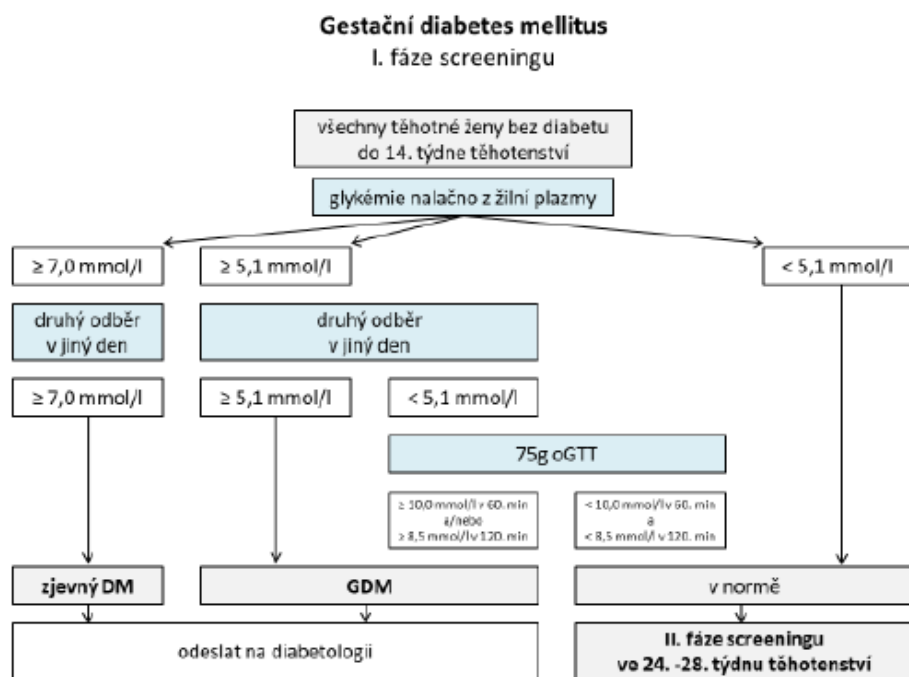 Gestační diabetes mellitus
I. fáze screeningu
všechny těhotné ženy bez diabetu
do 14. týdne těhotenství
glykémie nalačno z žilní plazmy
≥ 7,0 mmol/l
≥ 5,1 mmol/l
< 5,1 mmol/l
druhý odběr
v jiný den
druhý odběr
v jiný den
≥ 7,0 mmol/l
≥ 5,1 mmol/l
< 5,1 mmol/l
75g oGTT
≥ 10,0 mmol/l v 60. min
a/nebo
≥ 8,5 mmol/l v 120. min
< 10,0 mmol/l v 60. min
a
< 8,5 mmol/l v 120. min
zjevný DM
GDM
v normě
odeslat na diabetologii
II. fáze screeningu
ve 24. -28. týdnu těhotenství